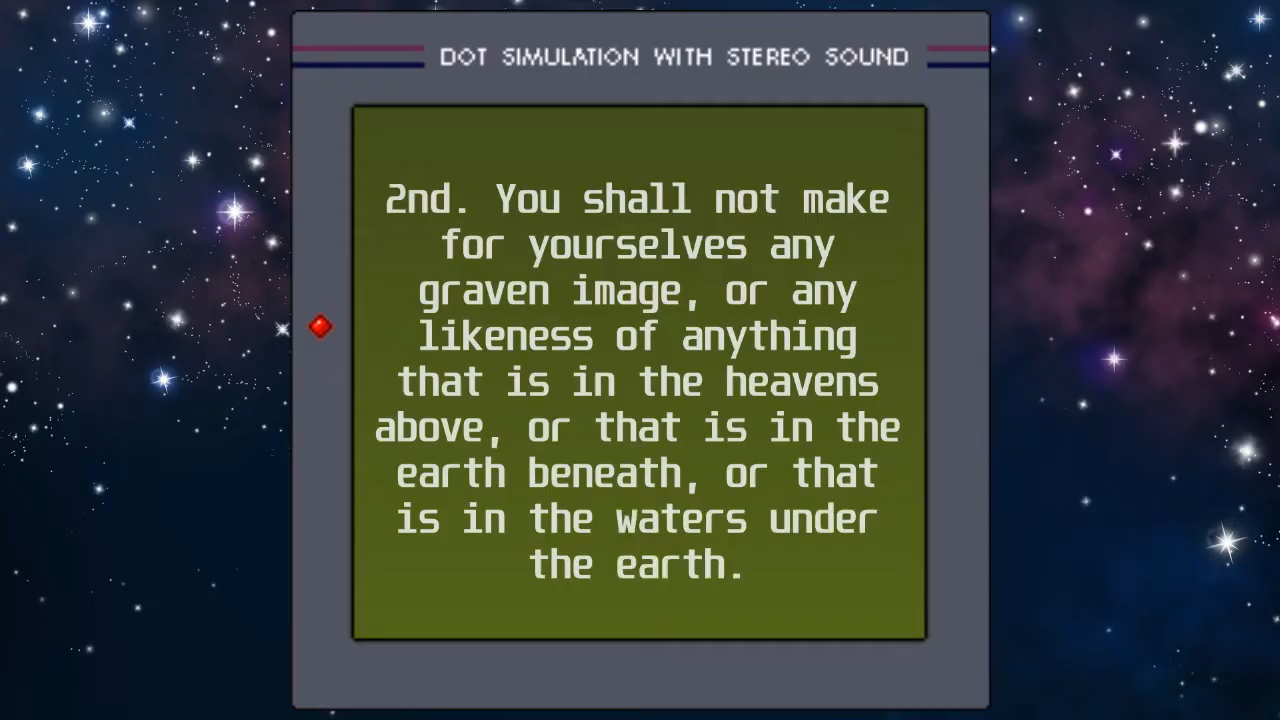 DOT SIMULATION WITH STEREO SOUND
2nd. You shall not make
for yourselves any
graven image, or any
likeness of anything
that is in the heavens
above, or that is in the
earth beneath, or that
is in the waters under
the earth.